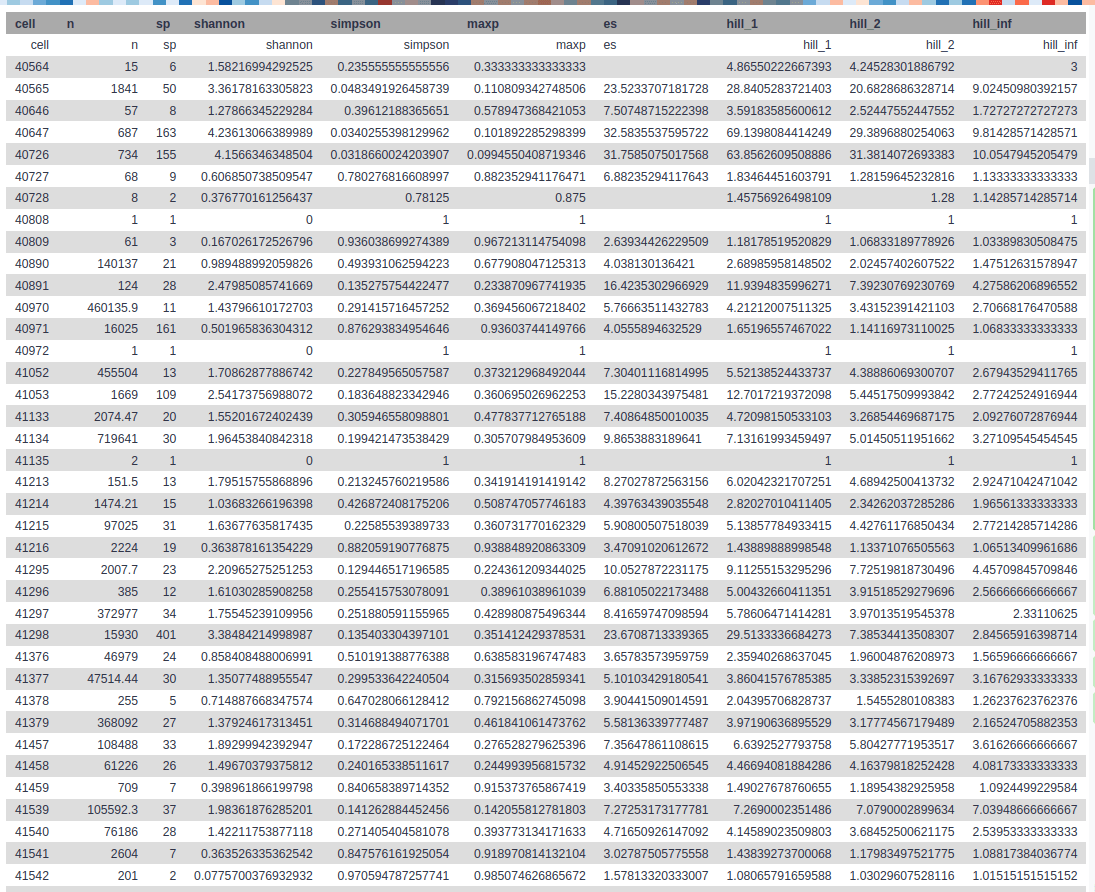 cell n sp shannon simpson maxp es hill_1 hill_2 hill_inf
cell n sp shannon simpson maxp es hill_1 hill_2 hill_inf
40564 15 6 1.58216994292525 0.235555555555556 0.333333333333333 4.86550222667393 4.24528301886792 3
40565 1841 50 3.36178163305823 0.0483491926458739 0.110809342748506 23.5233707181728 28.8405283721403 20.6828686328714 9.02450980392157
40646 57 8 1.27866345229284 0.39612188365651 0.578947368421053 7.50748715222398 3.59183585600612 2.52447552447552 1.72727272727273
40647 687 163 4.23613066389989 0.0340255398129962 0.101892285298399 32.5835537595722 69.1398084414249 29.3896880254063 9.81428571428571
40726 734 155 4.1566346348504 0.0318660024203907 0.0994550408719346 31.7585075017568 63.8562609508886 31.3814072693383 10.0547945205479
40727 68 9 0.606850738509547 0.780276816608997 0.882352941176471 6.88235294117643 1.83464451603791 1.28159645232816 1.13333333333333
40728 8 2 0.376770161256437 0.78125 0.875 1.45756926498109 1.28 1.14285714285714
40808 1 1 0 1 1 1 1 1
40809 61 3 0.167026172526796 0.936038699274389 0.967213114754098 2.63934426229509 1.18178519520829 1.06833189778926 1.03389830508475
40890 140137 21 0.989488992059826 0.493931062594223 0.677908047125313 4.038130136421 2.68985958148502 2.02457402607522 1.47512631578947
40891 124 28 2.47985085741669 0.135275754422477 0.233870967741935 16.4235302966929 11.9394835996271 7.39230769230769 4.27586206896552
40970 460135.9 11 1.43796610172703 0.291415716457252 0.369456067218402 5.76663511432783 4.21212007511325 3.43152391421103 2.70668176470588
40971 16025 161 0.501965836304312 0.876293834954646 0.93603744149766 4.0555894632529 1.65196557467022 1.14116973110025 1.06833333333333
40972 1 1 0 1 1 1 1 1
41052 455504 13 1.70862877886742 0.227849565057587 0.373212968492044 7.30401116814995 5.52138524433737 4.38886069300707 2.67943529411765
41053 1669 109 2.54173756988072 0.183648823342946 0.360695026962253 15.2280343975481 12.7017219372098 5.44517509993842 2.77242524916944
41133 2074.47 20 1.55201672402439 0.305946558098801 0.477837712765188 7.40864850010035 4.72098150533103 3.26854469687175 2.09276072876944
41134 719641 30 1.96453840842318 0.199421473538429 0.305707984953609 9.8653883189641 7.13161993459497 5.01450511951662 3.27109545454545
41135 2 1 0 1 1 1 1 1
41213 151.5 13 1.79515755868896 0.213245760219586 0.341914191419142 8.27027872563156 6.02042321707251 4.68942500413732 2.92471042471042
41214 1474.21 15 1.03683266196398 0.426872408175206 0.508747057746183 4.39763439035548 2.82027010411405 2.34262037285286 1.96561333333333
41215 97025 31 1.63677635817435 0.22585539389733 0.360731770162329 5.90800507518039 5.13857784933415 4.42761176850434 2.77214285714286
41216 2224 19 0.363878161354229 0.882059190776875 0.938848920863309 3.47091020612672 1.43889888998548 1.13371076505563 1.06513409961686
41295 2007.7 23 2.20965275251253 0.129446517196585 0.224361209344025 10.0527872231175 9.11255153295296 7.72519818730496 4.45709845709846
41296 385 12 1.61030285908258 0.255415753078091 0.38961038961039 6.88105022173488 5.00432660411351 3.91518529279696 2.56666666666667
41297 372977 34 1.75545239109956 0.251880591155965 0.428980875496344 8.41659747098594 5.78606471414281 3.97013519545378 2.33110625
41298 15930 401 3.38484214998987 0.135403304397101 0.351412429378531 23.6708713339365 29.5133336684273 7.38534413508307 2.84565916398714
41376 46979 24 0.858408488006991 0.510191388776388 0.638583196747483 3.65783573959759 2.35940268637045 1.96004876208973 1.56596666666667
41377 47514.44 30 1.35077488955547 0.299533642240504 0.315693502859341 5.10103429180541 3.86041576785385 3.33852315392697 3.16762933333333
41378 255 5 0.714887668347574 0.647028066128412 0.792156862745098 3.90441509014591 2.04395706828737 1.5455280108383 1.26237623762376
41379 368092 27 1.37924617313451 0.314688494071701 0.461841061473762 5.58136339777487 3.97190636895529 3.17774567179489 2.16524705882353
41457 108488 33 1.89299942392947 0.172286725122464 0.276528279625396 7.35647861108615 6.6392527793758 5.80427771953517 3.61626666666667
41458 61226 26 1.49670379375812 0.240165338511617 0.244993956815732 4.91452922506545 4.46694081884286 4.16379818252428 4.08173333333333
41459 709 7 0.398961866199798 0.840658389714352 0.915373765867419 3.40335850553338 1.49027678760655 1.18954382925958 1.0924499229584
41539 105592.3 37 1.98361876285201 0.141262884452456 0.142055812781803 7.27253173177781 7.2690002351486 7.0790002899634 7.03948666666667
41540 76186 28 1.42211753877118 0.271405404581078 0.393773134171633 4.71650926147092 4.14589023509803 3.68452500621175 2.53953333333333
41541 2604 7 0.363526335362542 0.847576161925054 0.918970814132104 3.02787505775558 1.43839273700068 1.17983497521775 1.08817384036774
41542 201 2 0.0775700376932932 0.970594787257741 0.985074626865672 1.57813320333007 1.08065791659588 1.03029607528116 1.01515151515152